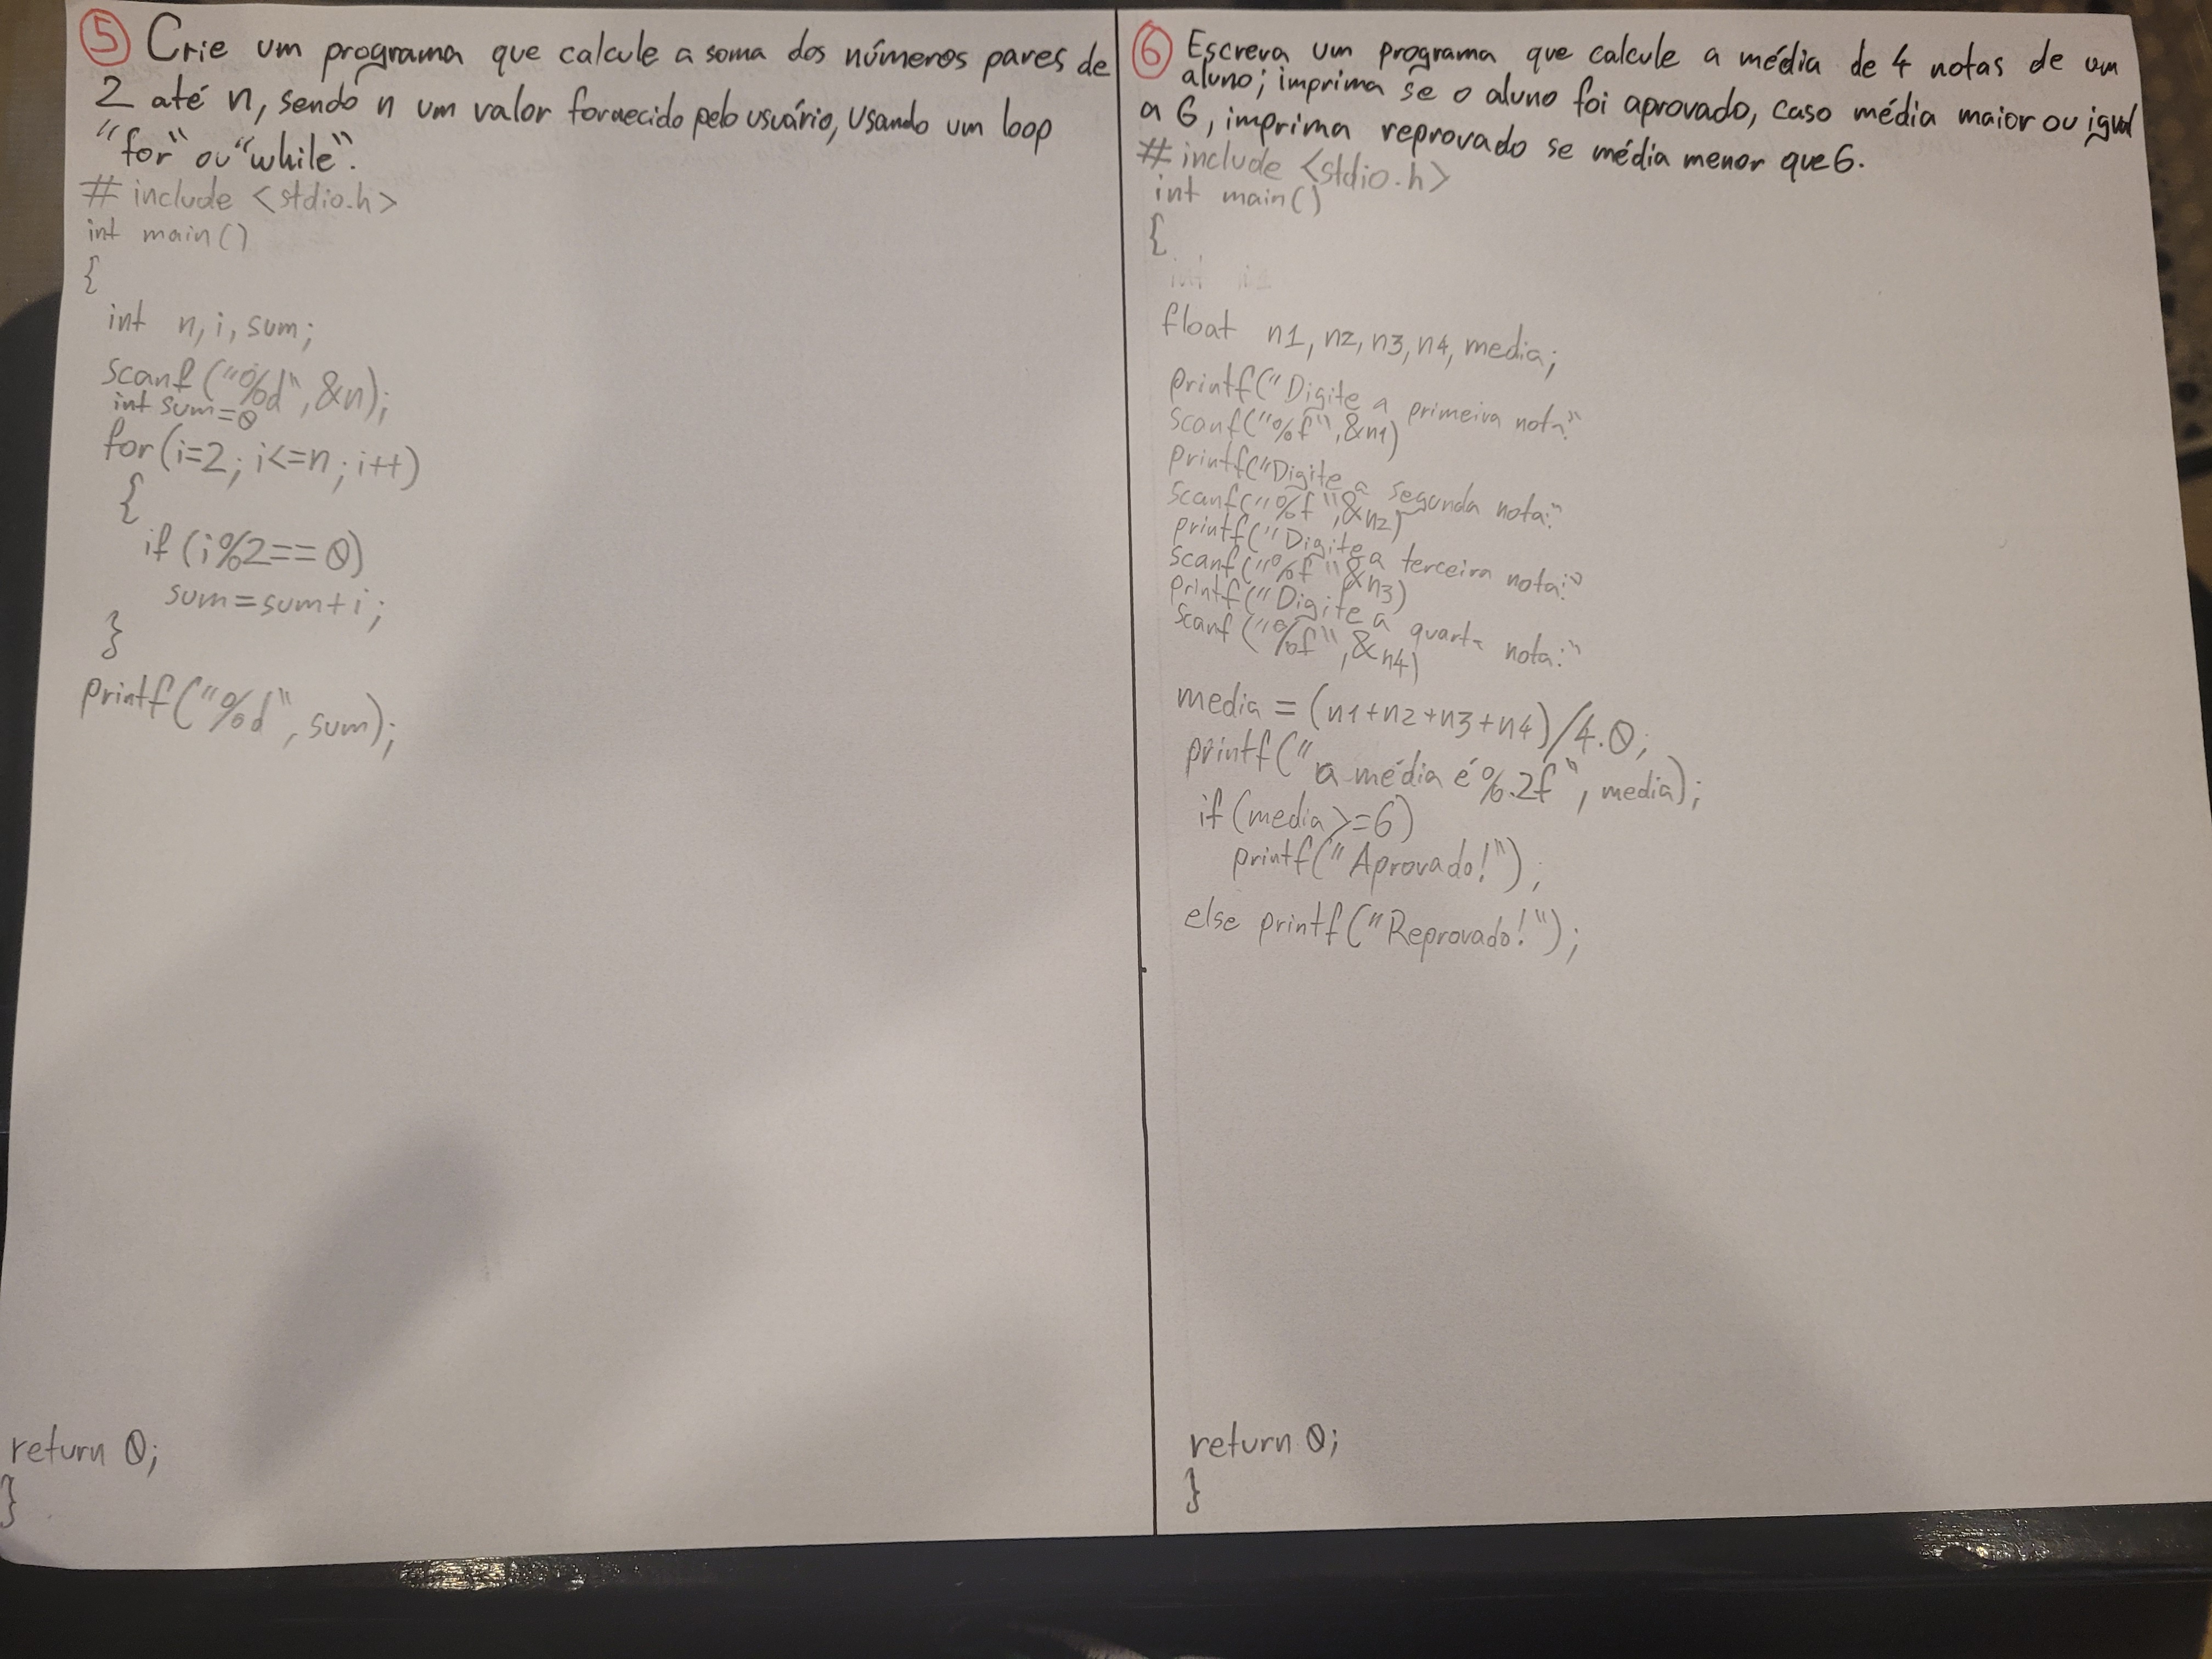 5 Crie um programa que calcule a soma dos números pares de
2 até n, sendo n um valor fornecido pelo usuário, usando um loop
"for" ou "while".
# include <stdio.h>
int main()
{
int n, i, sum;
scanf("%d", &n);
int sum=0
for(i=2; i<=n; i++)
{
if (i%2==0)
sum=sum+i;
}
printf("%d", sum);
return 0;
}
6 Escreva um programa que calcule a média de 4 notas de um
aluno; imprima se o aluno foi aprovado, caso média maior ou igual
a 6, imprima reprovado se média menor que 6.
# include <stdio.h>
int main()
{
float n1, n2, n3, n4, media;
printf("Digite a primeira nota:"
scanf("%f", &n1)
printf("Digite a segunda nota:"
scanf("%f", &n2)
printf("Digite a terceira nota:"
scanf("%f", &n3)
printf("Digite a quarta nota:"
scanf("%f", &n4)
media = (n1+n2+n3+n4)/4.0;
printf(" a média é %.2f", media);
if (media>=6)
printf("Aprovado!");
else printf("Reprovado!");
return 0;
}